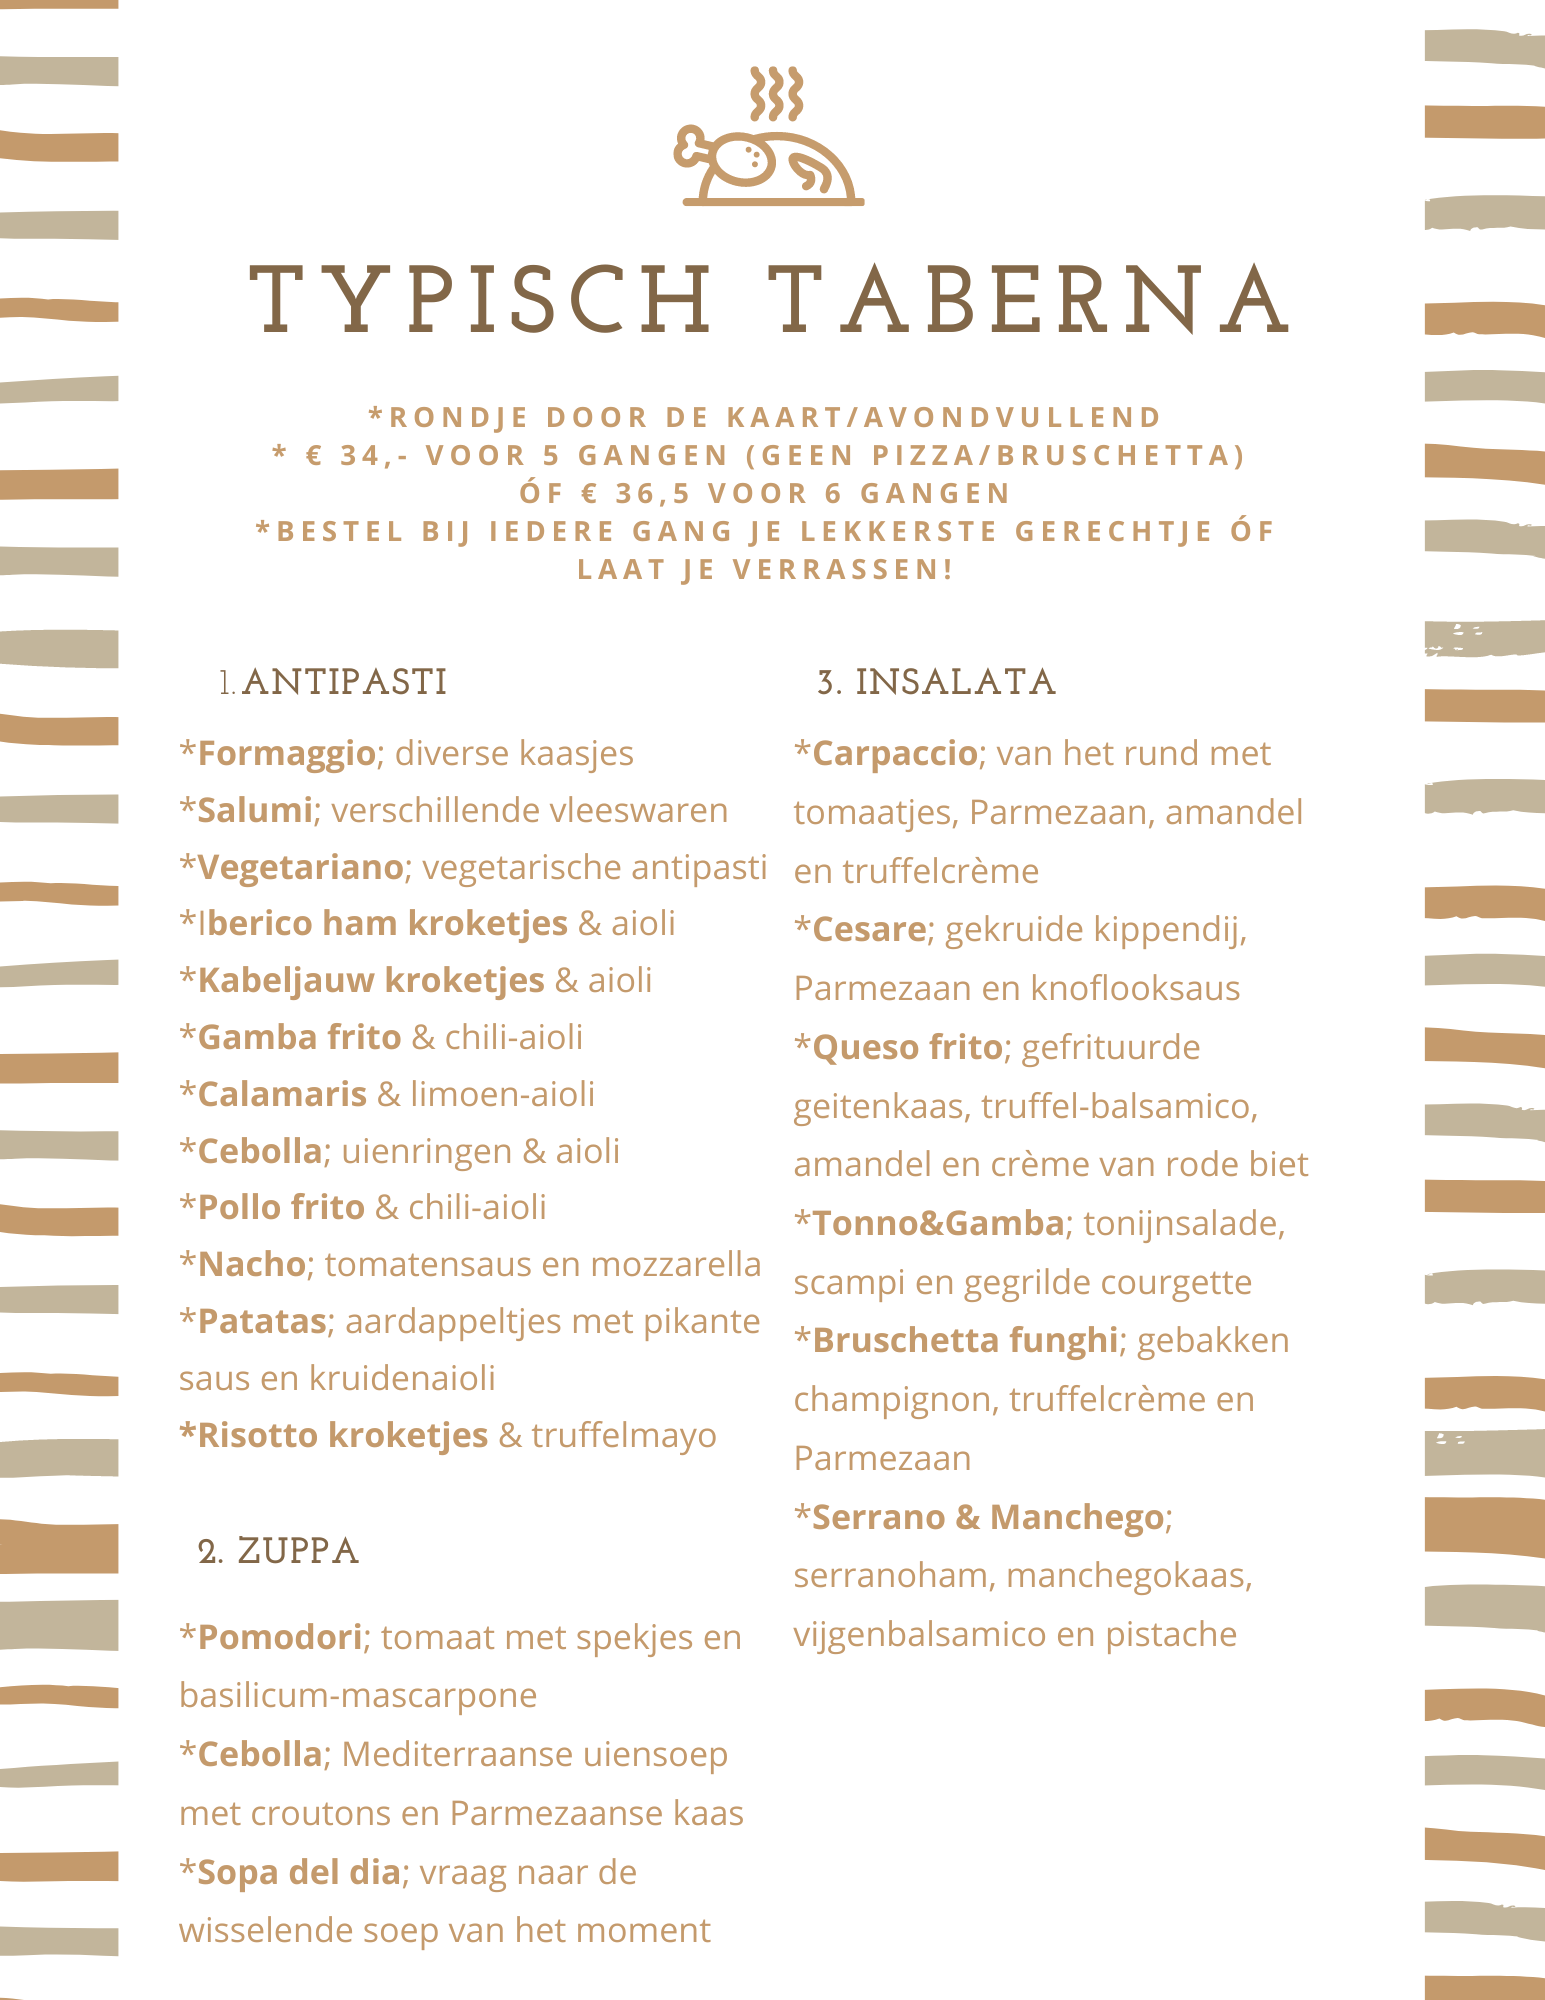 TYPISCH TABERNA
*RONDJE DOOR DE KAART/AVONDVULLEND
* € 34,- VOOR 5 GANGEN (GEEN PIZZA/BRUSCHETTA)
ÓF € 36,5 VOOR 6 GANGEN
*BESTEL BIJ IEDERE GANG JE LEKKERSTE GERECHTJE ÓF
LAAT JE VERRASSEN!
1. ANTIPASTI
*Formaggio; diverse kaasjes
*Salumi; verschillende vleeswaren
*Vegetariano; vegetarische antipasti
*Iberico ham kroketjes & aioli
*Kabeljauw kroketjes & aioli
*Gamba frito & chili-aioli
*Calamaris & limoen-aioli
*Cebolla; uienringen & aioli
*Pollo frito & chili-aioli
*Nacho; tomatensaus en mozzarella
*Patatas; aardappeltjes met pikante
saus en kruidenaioli
*Risotto kroketjes & truffelmayo
2. ZUPPA
*Pomodori; tomaat met spekjes en
basilicum-mascarpone
*Cebolla; Mediterraanse uiensoep
met croutons en Parmezaanse kaas
*Sopa del dia; vraag naar de
wisselende soep van het moment
3. INSALATA
*Carpaccio; van het rund met
tomaatjes, Parmezaan, amandel
en truffelcrème
*Cesare; gekruide kippendij,
Parmezaan en knoflooksaus
*Queso frito; gefrituurde
geitenkaas, truffel-balsamico,
amandel en crème van rode biet
*Tonno&Gamba; tonijnsalade,
scampi en gegrilde courgette
*Bruschetta funghi; gebakken
champignon, truffelcrème en
Parmezaan
*Serrano & Manchego;
serranoham, manchegokaas,
vijgenbalsamico en pistache